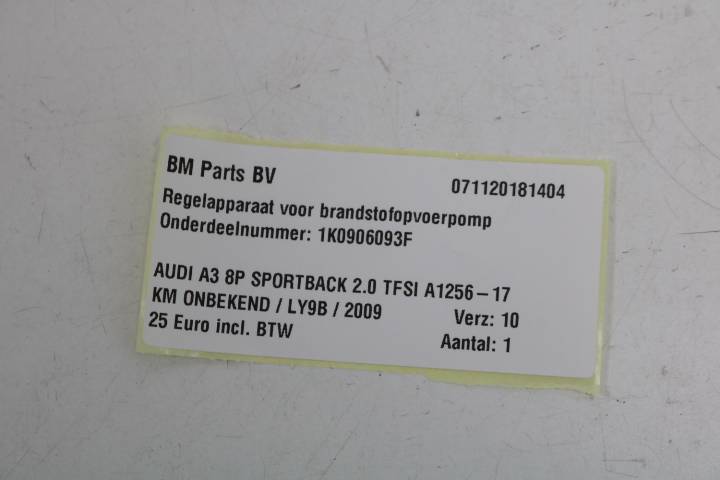 BM Parts BV 071120181404
Regelapparaat voor brandstofopvoerpomp
Onderdeelnummer: 1K0906093F
AUDI A3 8P SPORTBACK 2.0 TFSI A1256-17
KM ONBEKEND / LY9B / 2009 Verz: 10
25 Euro incl. BTW Aantal: 1